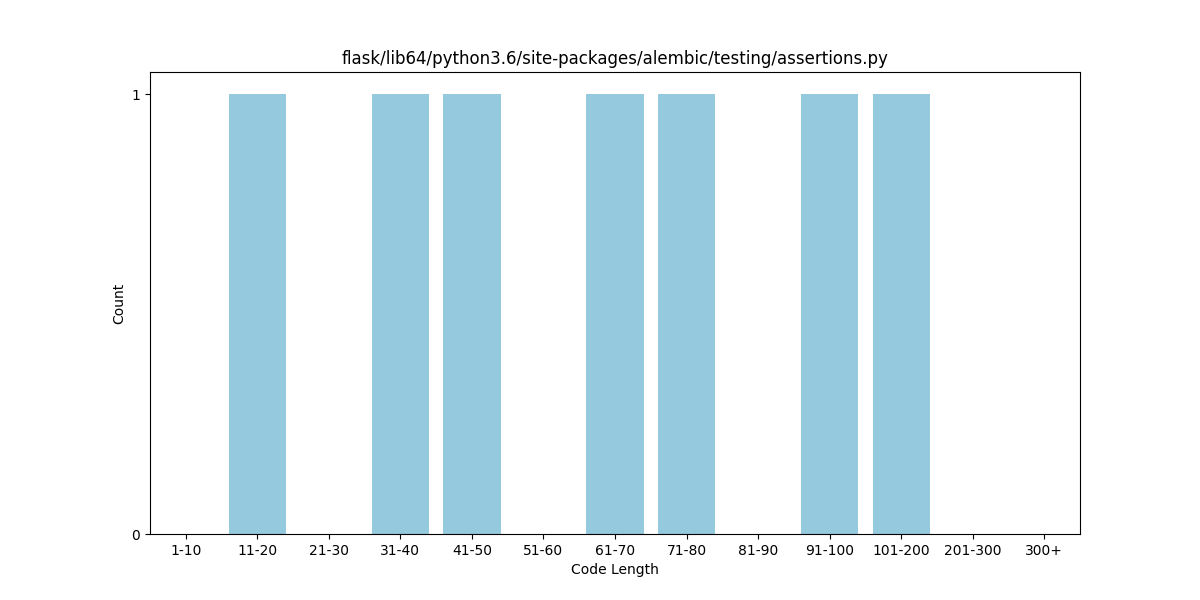 flask/lib64/python3.6/site-packages/alembic/testing/assertions.py
1
Count
0
1-10 11-20 21-30 31-40 41-50 51-60 61-70 71-80 81-90 91-100 101-200 201-300 300+
Code Length